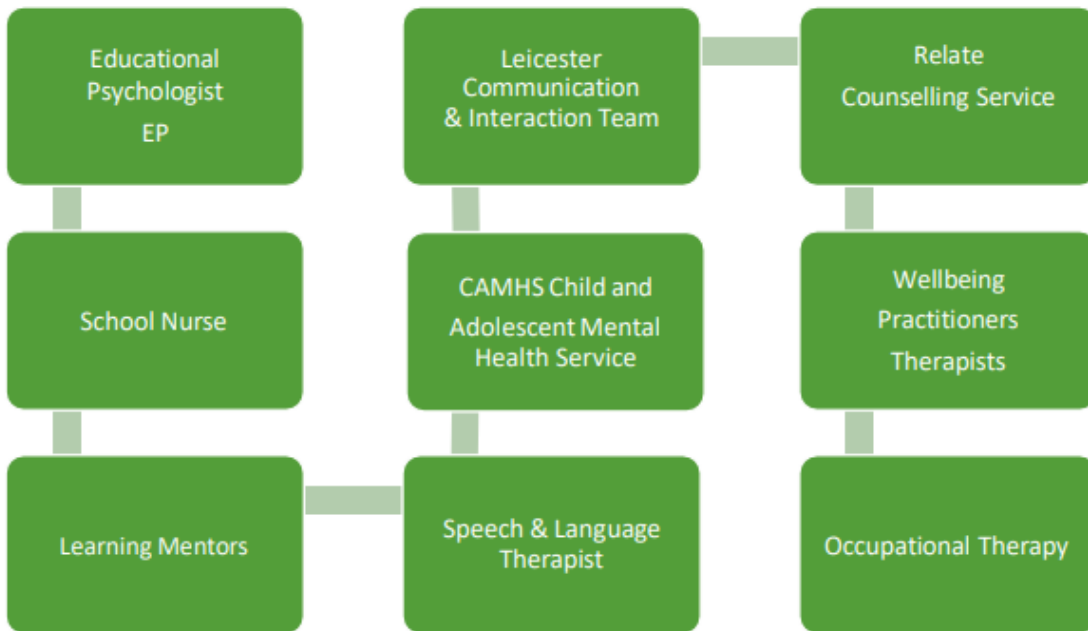 Educational
Psychologist
EP
School Nurse
Learning Mentors
Speech & Language
Therapist
CAMHS Child and
Adolescent Mental
Health Service
Leicester
Communication
& Interaction Team
Relate
Counselling Service
Wellbeing
Practitioners
Therapists
Occupational Therapy